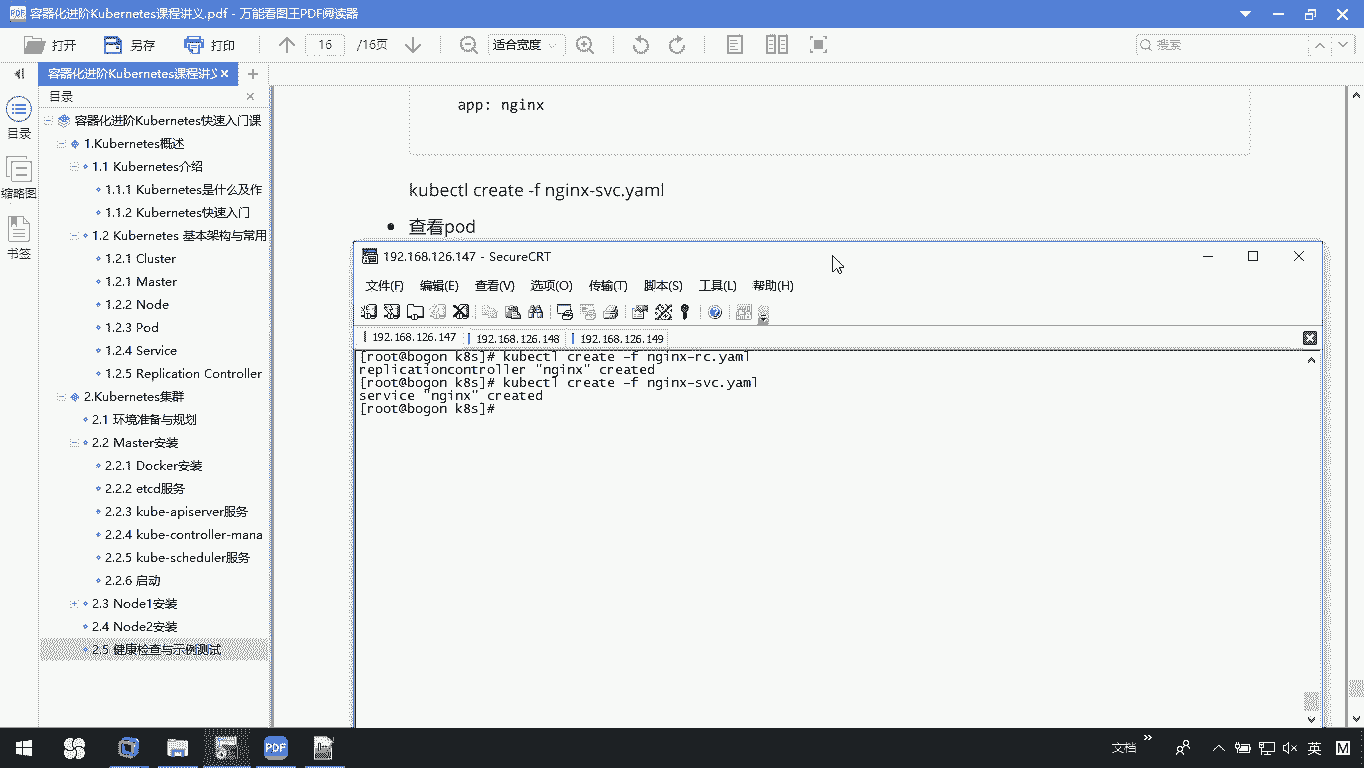 容器化进阶Kubernetes课程讲义.pdf - 万能看图王PDF阅读器
打开 另存 打印 16 /16页 适合宽度 搜索
容器化进阶Kubernetes课程讲义
目录
目录
缩略图
书签
容器化进阶Kubernetes快速入门课
1.Kubernetes概述
1.1 Kubernetes介绍
1.1.1 Kubernetes是什么及作
1.1.2 Kubernetes快速入门
1.2 Kubernetes 基本架构与常用
1.2.1 Cluster
1.2.1 Master
1.2.2 Node
1.2.3 Pod
1.2.4 Service
1.2.5 Replication Controller
2.Kubernetes集群
2.1 环境准备与规划
2.2 Master安装
2.2.1 Docker安装
2.2.2 etcd服务
2.2.3 kube-apiserver服务
2.2.4 kube-controller-mana
2.2.5 kube-scheduler服务
2.2.6 启动
2.3 Node1安装
2.4 Node2安装
2.5 健康检查与示例测试
app: nginx
kubectl create -f nginx-svc.yaml
查看pod
192.168.126.147 - SecureCRT
文件(F) 编辑(E) 查看(V) 选项(O) 传输(T) 脚本(S) 工具(L) 帮助(H)
192.168.126.147 192.168.126.148 192.168.126.149
[root@bogon k8s]# kubectl create -f nginx-rc.yaml
replicationcontroller "nginx" created
[root@bogon k8s]# kubectl create -f nginx-svc.yaml
service "nginx" created
[root@bogon k8s]#
PDF
文档 英 M